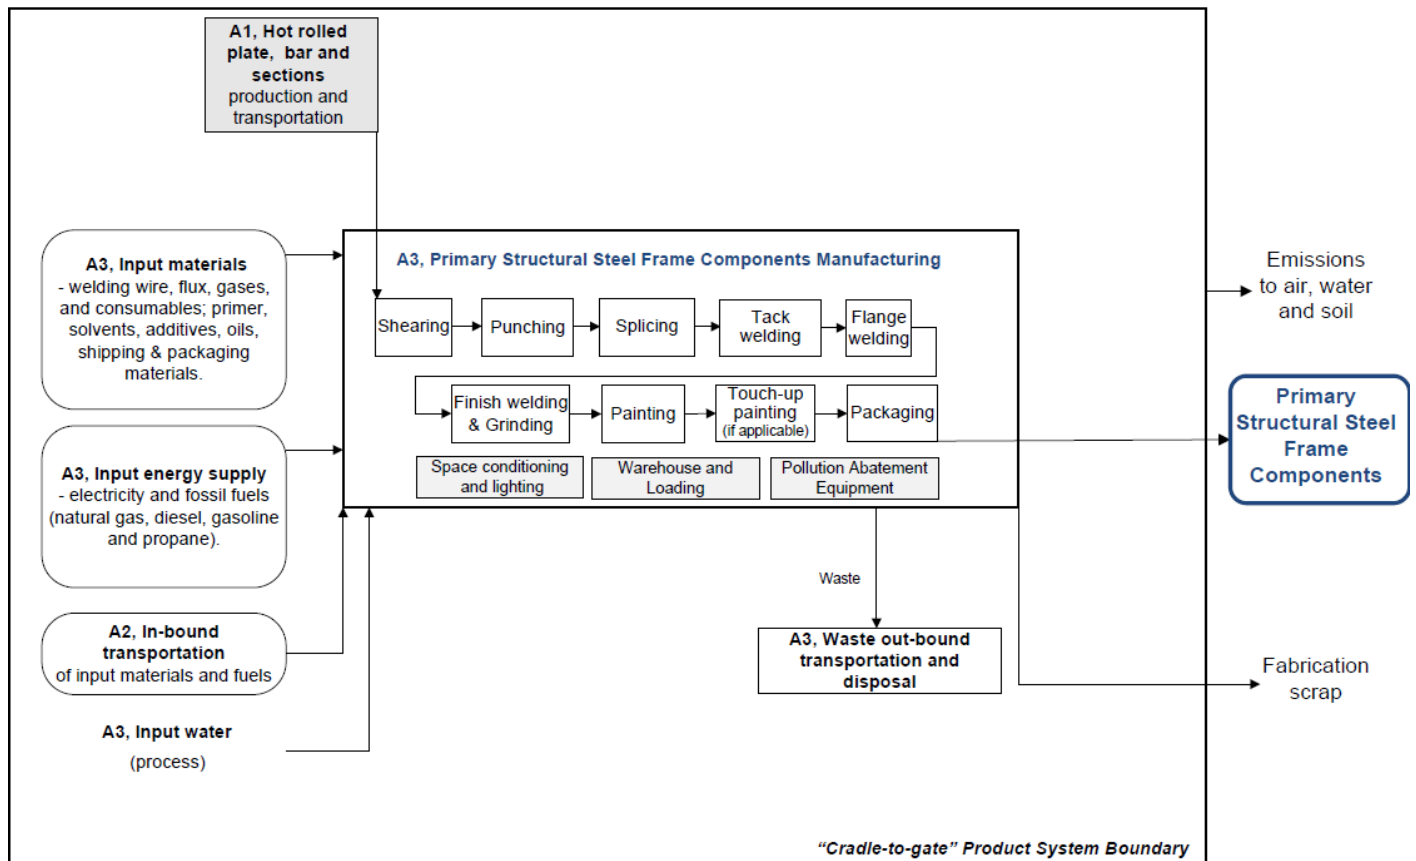 A1, Hot rolled
plate, bar and
sections
production and
transportation
A3, Input materials
- welding wire, flux, gases,
and consumables; primer,
solvents, additives, oils,
shipping & packaging
materials.
A3, Primary Structural Steel Frame Components Manufacturing
Shearing
Punching
Splicing
Tack
welding
Flange
welding
Finish welding
& Grinding
Painting
Touch-up
painting
(if applicable)
Packaging
Space conditioning
and lighting
Warehouse and
Loading
Pollution Abatement
Equipment
Emissions
to air, water
and soil
Primary
Structural Steel
Frame
Components
A3, Input energy supply
- electricity and fossil fuels
(natural gas, diesel, gasoline
and propane).
Waste
A2, In-bound
transportation
of input materials and fuels
A3, Waste out-bound
transportation and
disposal
Fabrication
scrap
A3, Input water
(process)
“Cradle-to-gate” Product System Boundary